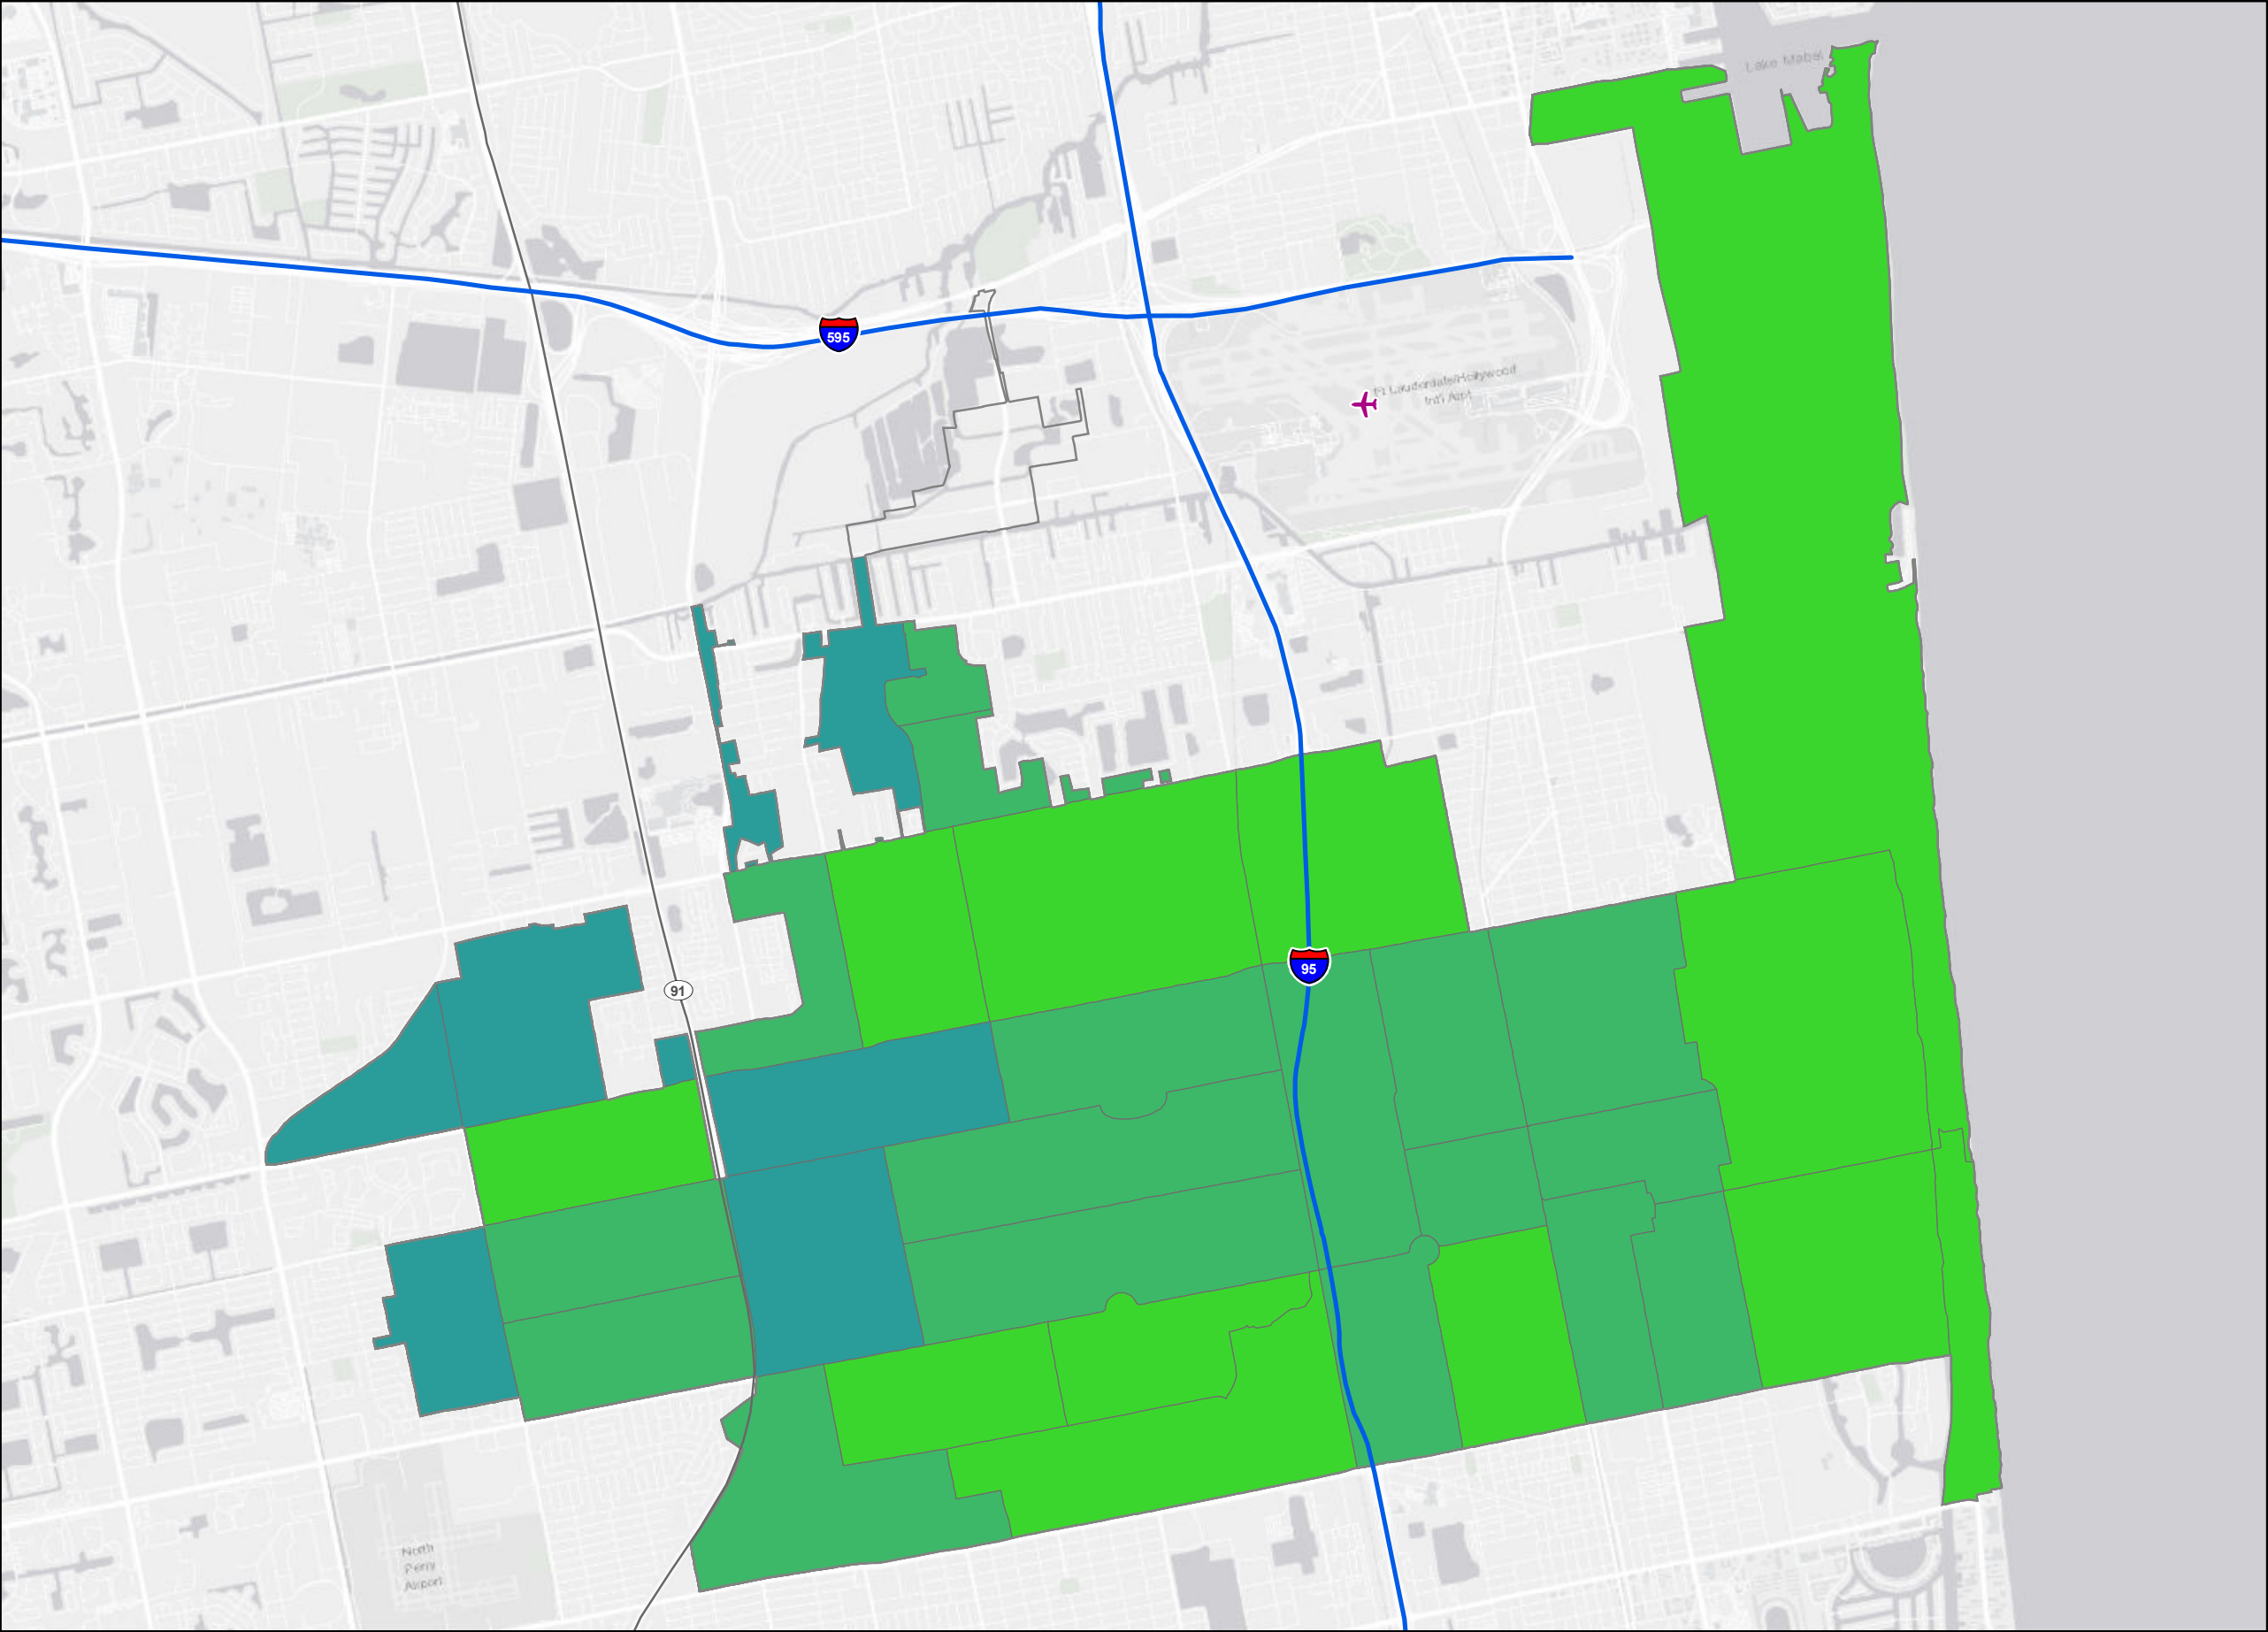 Lake Mabel
595
Ft Lauderdale/Hollywood
Int'l Airpt
95
91
North
Perry
Airport